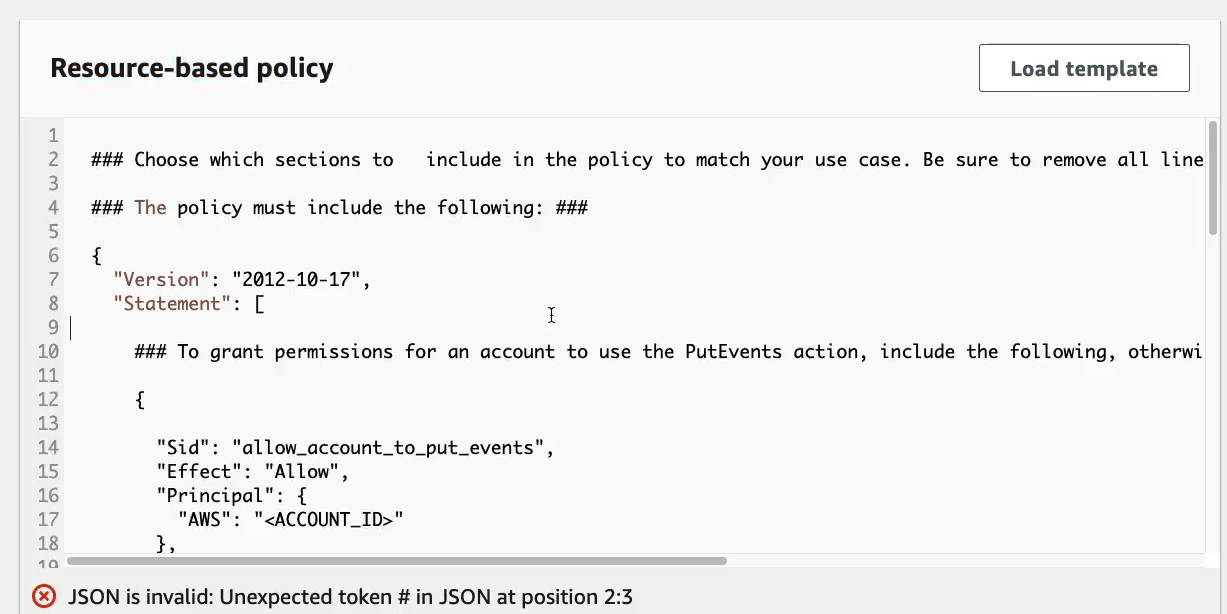 Resource-based policy
Load template
1
2 ### Choose which sections to   include in the policy to match your use case. Be sure to remove all line
3
4 ### The policy must include the following: ###
5
6 {
7 "Version": "2012-10-17",
8 "Statement": [
9
10 ### To grant permissions for an account to use the PutEvents action, include the following, otherwi
11
12 {
13
14 "Sid": "allow_account_to_put_events",
15 "Effect": "Allow",
16 "Principal": {
17 "AWS": "<ACCOUNT_ID>"
18 },
19
JSON is invalid: Unexpected token # in JSON at position 2:3